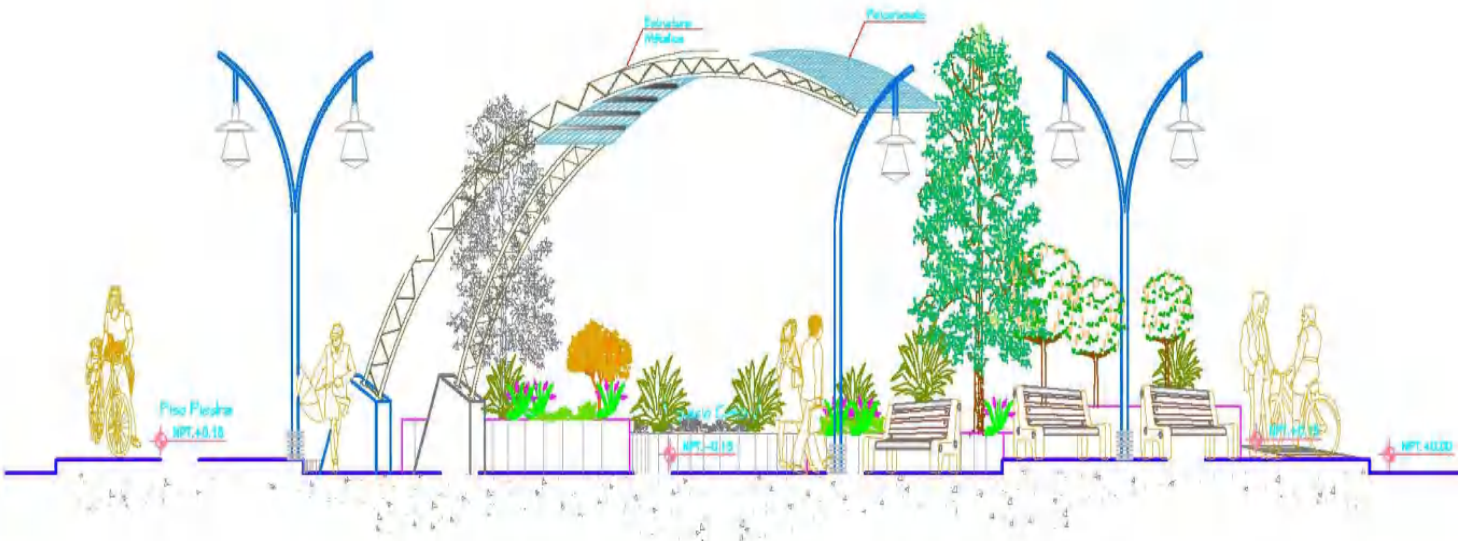 Estructura
Metalica
Policarbonato
Piso Piedra
NPT.+0.15
NPT.-0.15
NPT.+0.15
NPT. +0.00